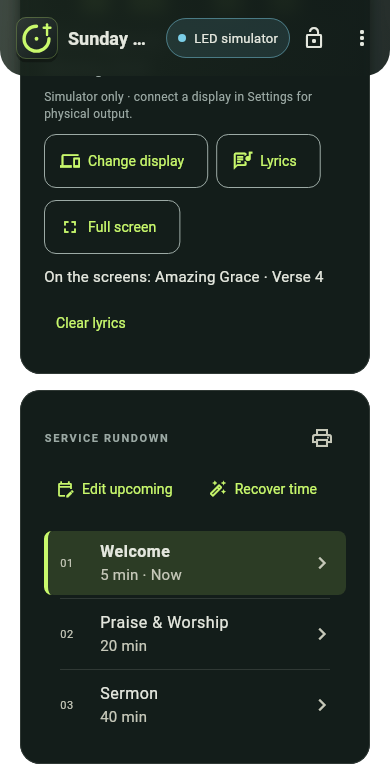 Sunday ...
LED simulator
Simulator only · connect a display in Settings for
physical output.
Change display
Lyrics
Full screen
On the screens: Amazing Grace · Verse 4
Clear lyrics
SERVICE RUNDOWN
Edit upcoming
Recover time
01
Welcome
5 min · Now
02
Praise & Worship
20 min
03
Sermon
40 min